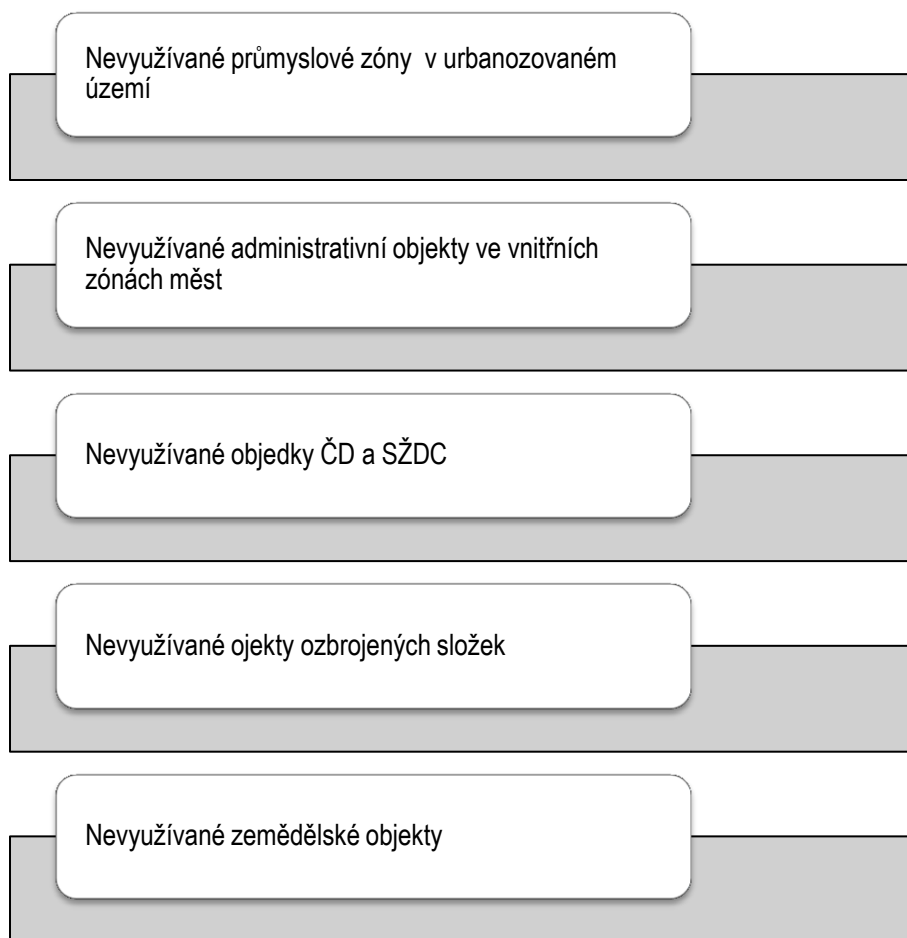 Nevyužívané průmyslové zóny  v urbanozovaném
území
Nevyužívané administrativní objekty ve vnitřních
zónách měst
Nevyužívané objedky ČD a SŽDC
Nevyužívané ojekty ozbrojených složek
Nevyužívané zemědělské objekty